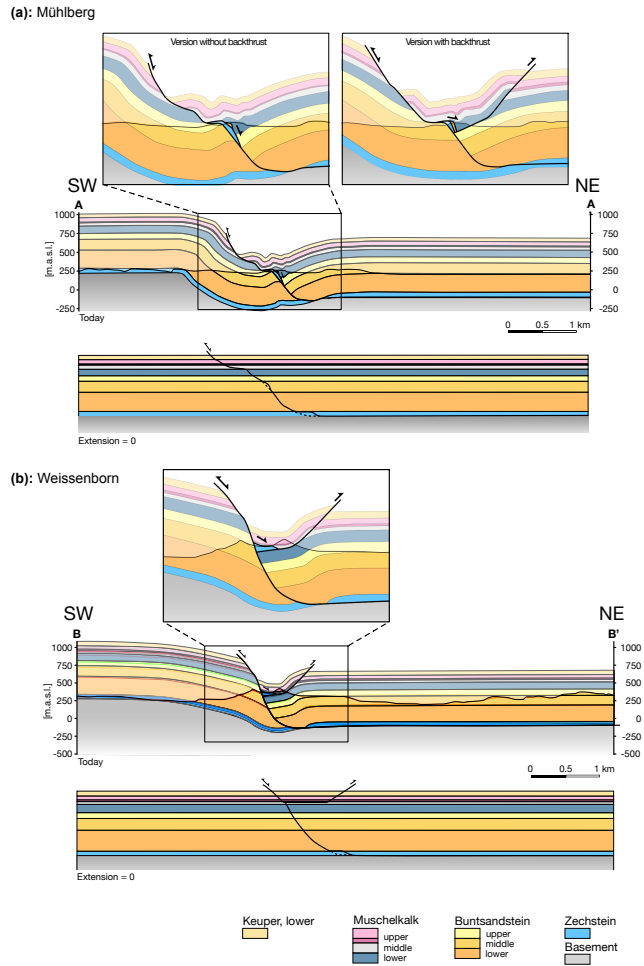 (a): Mühlberg
Version without backthrust
Version with backthrust
SW
NE
A
A
1000
750
500
250
0
-250
[m.a.s.l.]
1000
750
500
250
0
-250
Today
0 0.5 1 km
Extension = 0
(b): Weissenborn
SW
NE
B
B'
1000
750
500
250
0
-250
-500
[m.a.s.l.]
1000
750
500
250
0
-250
-500
Today
0 0.5 1 km
Extension = 0
Keuper, lower
Muschelkalk
upper
middle
lower
Buntsandstein
upper
middle
lower
Zechstein
Basement